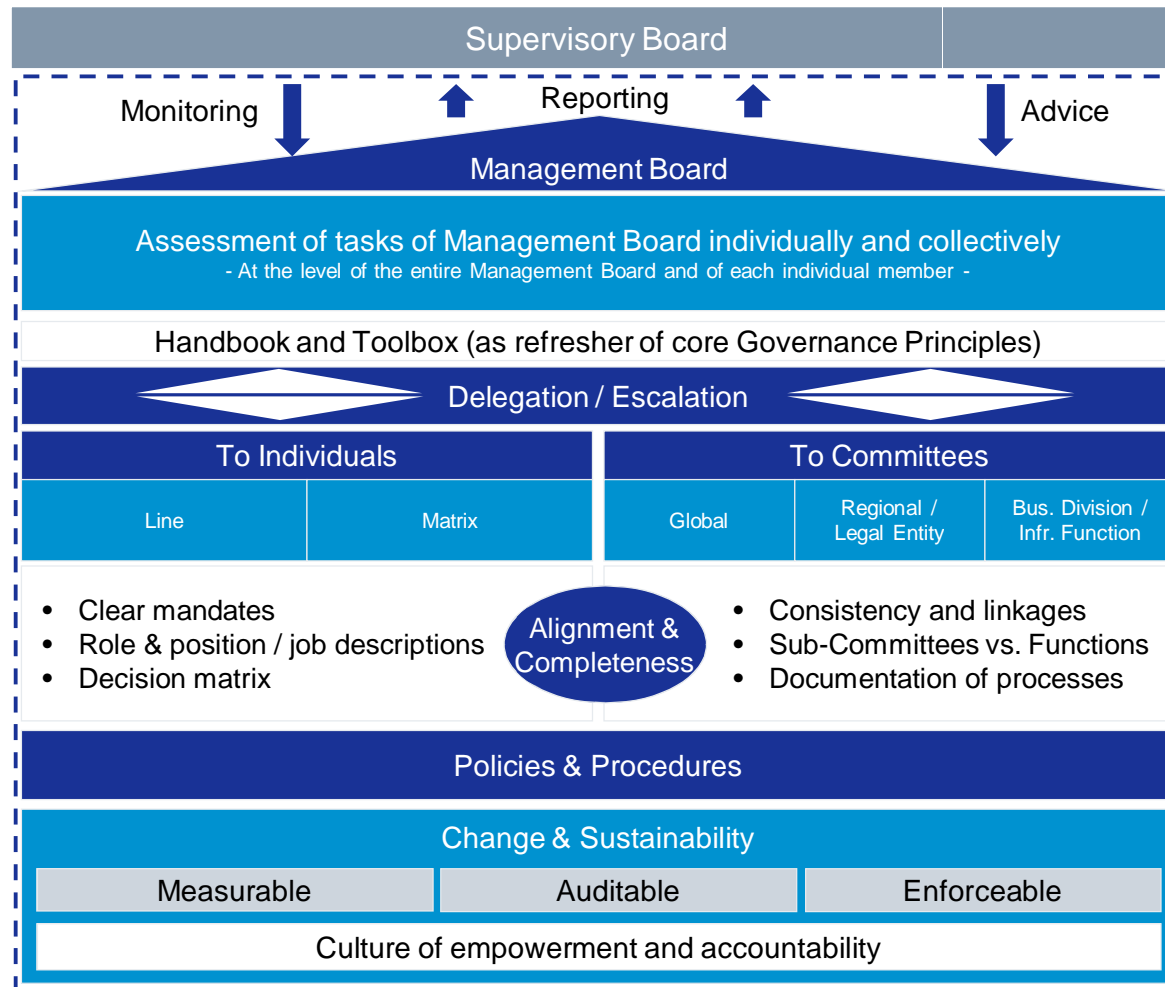 Supervisory Board
Monitoring
Reporting
Advice
Management Board
Assessment of tasks of Management Board individually and collectively
- At the level of the entire Management Board and of each individual member -
Handbook and Toolbox (as refresher of core Governance Principles)
Delegation / Escalation
To Individuals
To Committees
Line
Matrix
Global
Regional /
Legal Entity
Bus. Division /
Infr. Function
• Clear mandates
• Role & position / job descriptions
• Decision matrix
Alignment &
Completeness
• Consistency and linkages
• Sub-Committees vs. Functions
• Documentation of processes
Policies & Procedures
Change & Sustainability
Measurable
Auditable
Enforceable
Culture of empowerment and accountability